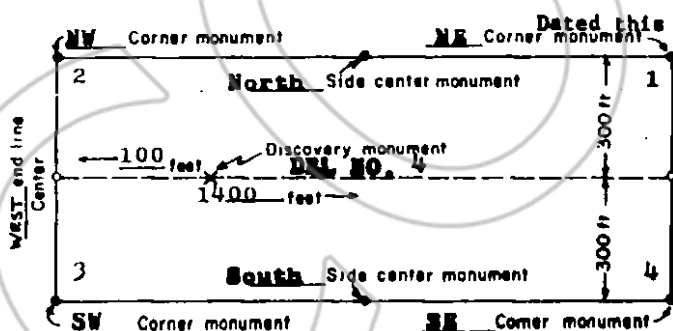 Dated this
NW Corner monument NE Corner monument
2 North Side center monument 1
300 ft
100 feet Discovery monument
DEL NO. 4
1400 feet
WEST end line
Center
300 ft
3 South Side center monument 4
SW Corner monument SE Corner monument